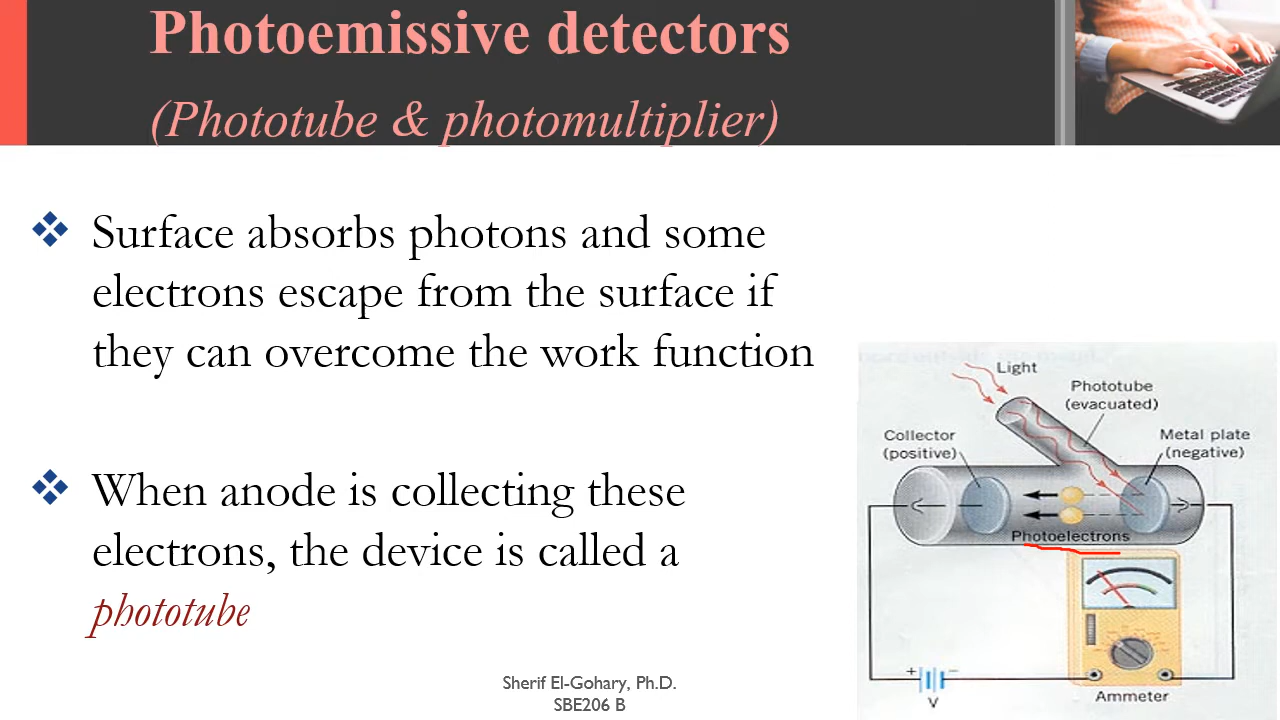 Photoemissive detectors
(Phototube & photomultiplier)
Surface absorbs photons and some
electrons escape from the surface if
they can overcome the work function
When anode is collecting these
electrons, the device is called a
phototube
Light
Phototube
(evacuated)
Collector
(positive)
Metal plate
(negative)
Photoelectrons
+
−
V
Ammeter
Sherif El-Gohary, Ph.D.
SBE206 B